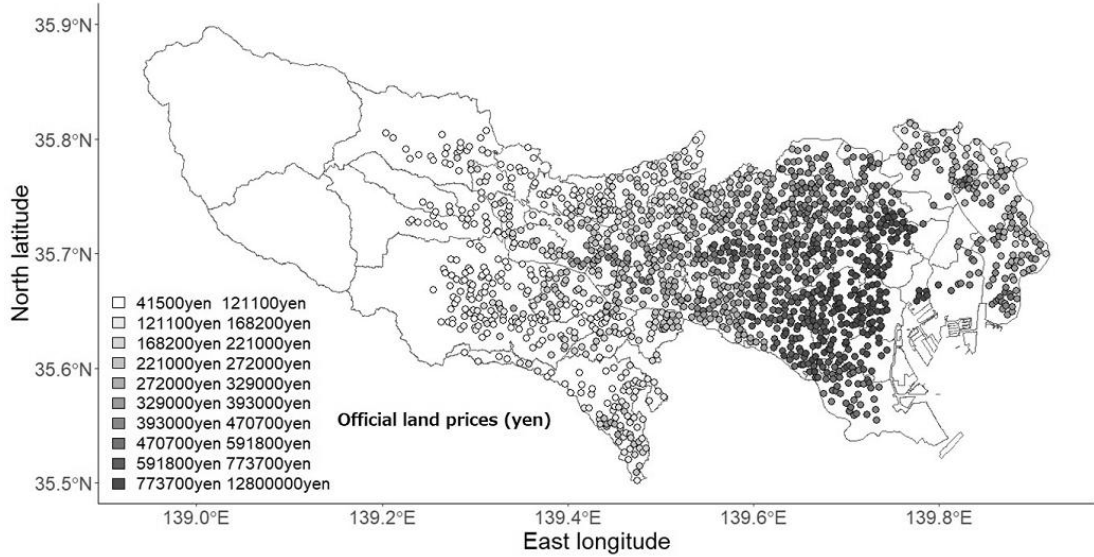 35.9°N
35.8°N
35.7°N
35.6°N
35.5°N
North latitude
41500yen 121100yen
121100yen 168200yen
168200yen 221000yen
221000yen 272000yen
272000yen 329000yen
329000yen 393000yen
393000yen 470700yen
470700yen 591800yen
591800yen 773700yen
773700yen 12800000yen
Official land prices (yen)
139.0°E
139.2°E
139.4°E
139.6°E
139.8°E
East longitude